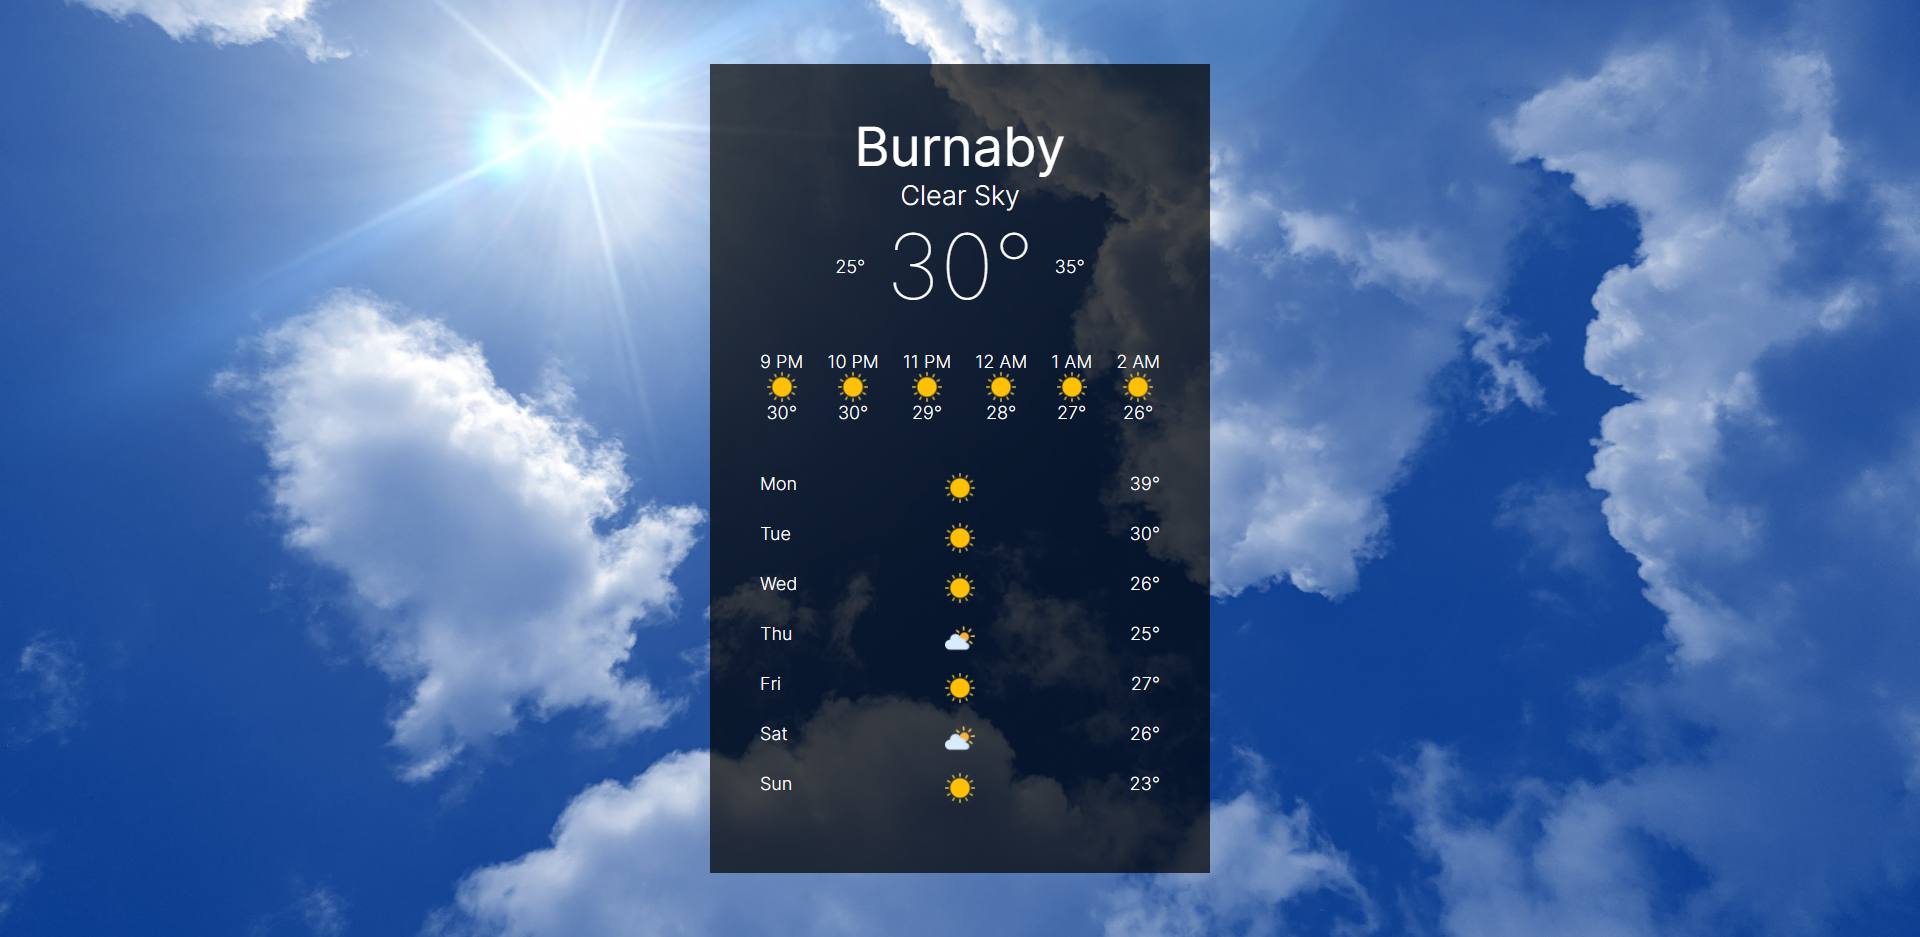 Burnaby
Clear Sky
25° 30° 35°
9 PM 10 PM 11 PM 12 AM 1 AM 2 AM
30° 30° 29° 28° 27° 26°
Mon 39°
Tue 30°
Wed 26°
Thu 25°
Fri 27°
Sat 26°
Sun 23°